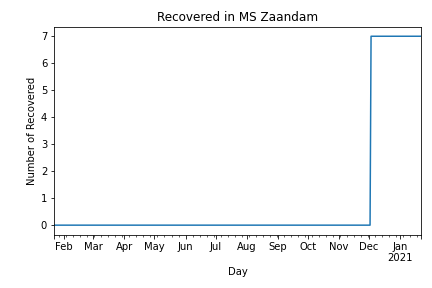 Recovered in MS Zaandam
Number of Recovered
7
6
5
4
3
2
1
0
Feb Mar Apr May Jun Jul Aug Sep Oct Nov Dec Jan
2021
Day